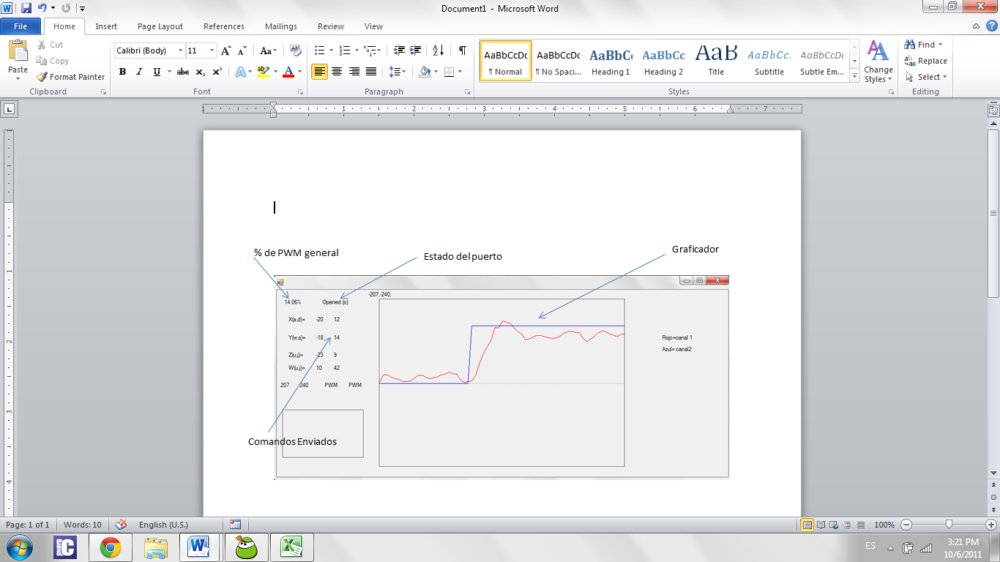 Document1 - Microsoft Word
File Home Insert Page Layout References Mailings Review View
Paste
Cut
Copy
Format Painter
Clipboard
Calibri (Body) 11
Font
Paragraph
AaBbCcDc AaBbCcDc AaBbCc AaBbCc AaB AaBbCc. AaBbCcDc
¶ Normal ¶ No Spaci... Heading 1 Heading 2 Title Subtitle Subtle Em...
Styles
Change Styles
Find
Replace
Select
Editing
1 1 2 3 4 5 6 7
1 2 3 4
% de PWM general
Estado del puerto
Graficador
14.06% Opened (o) -207,-240,
X(a,d)= -20 12
Y(w,s)= -18 14
Z(u,j)= -23 9
W(u,j)= 10 42
207 240 PWM PWM
Rojo=canal 1
Azul= canal2
Comandos Enviados
Page: 1 of 1 Words: 10 English (U.S.) 100%
ES 3:21 PM
10/6/2011